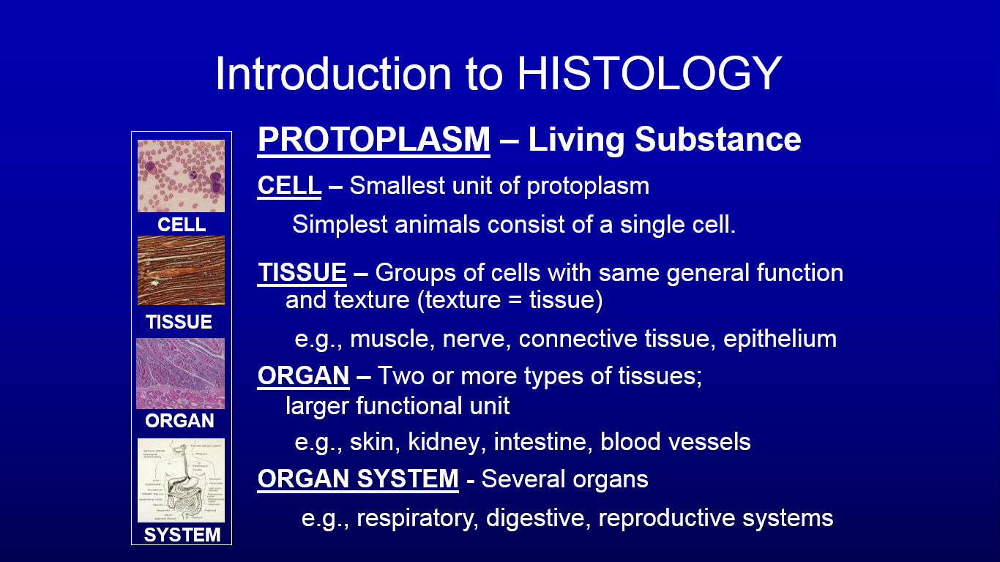 Introduction to HISTOLOGY
PROTOPLASM – Living Substance
CELL – Smallest unit of protoplasm
Simplest animals consist of a single cell.
TISSUE – Groups of cells with same general function
and texture (texture = tissue)
e.g., muscle, nerve, connective tissue, epithelium
ORGAN – Two or more types of tissues;
larger functional unit
e.g., skin, kidney, intestine, blood vessels
ORGAN SYSTEM - Several organs
e.g., respiratory, digestive, reproductive systems
CELL
TISSUE
ORGAN
SYSTEM